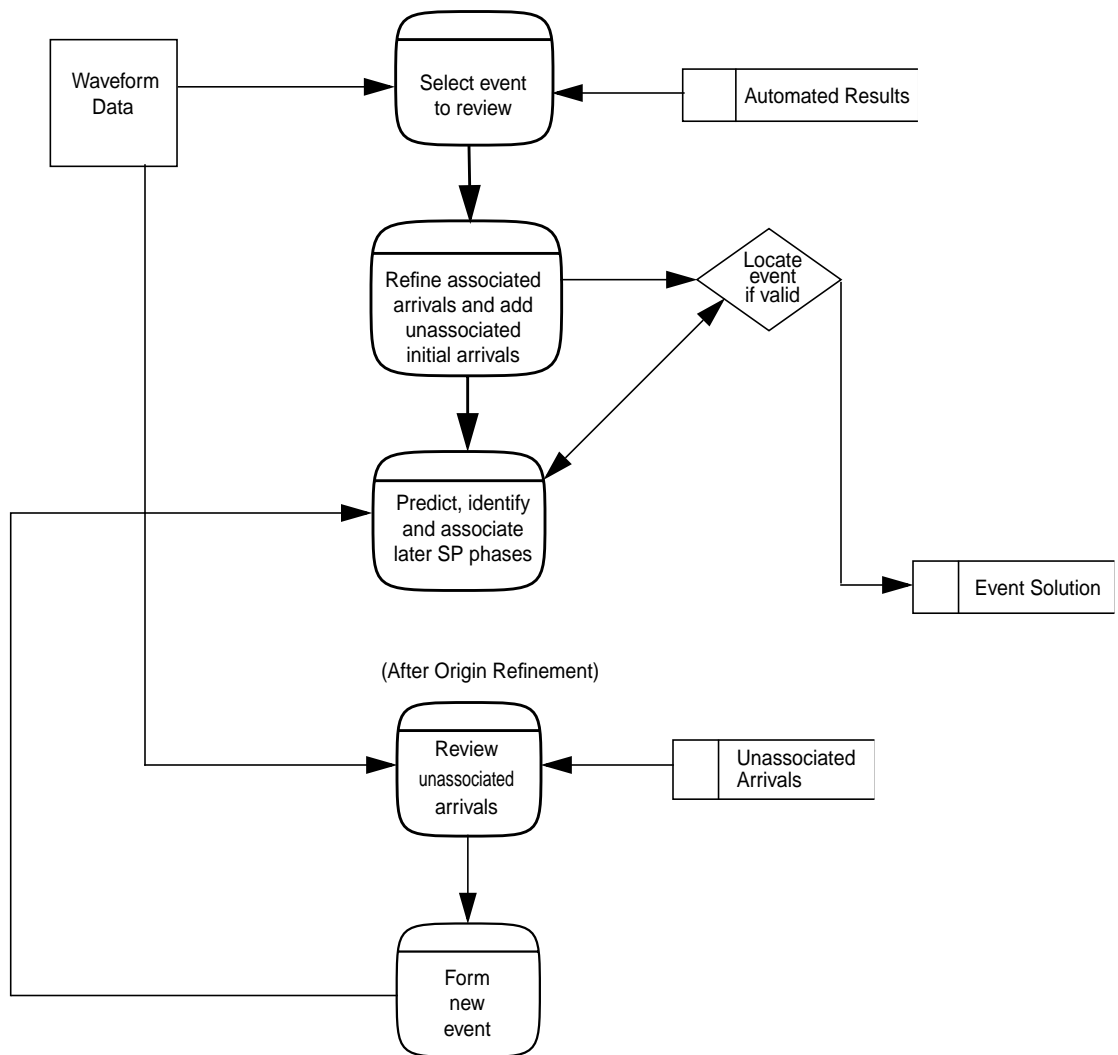 Waveform
Data
Select event
to review
Automated Results
Refine associated
arrivals and add
unassociated
initial arrivals
Locate
event
if valid
Predict, identify
and associate
later SP phases
Event Solution
(After Origin Refinement)
Review
unassociated
arrivals
Unassociated
Arrivals
Form
new
event